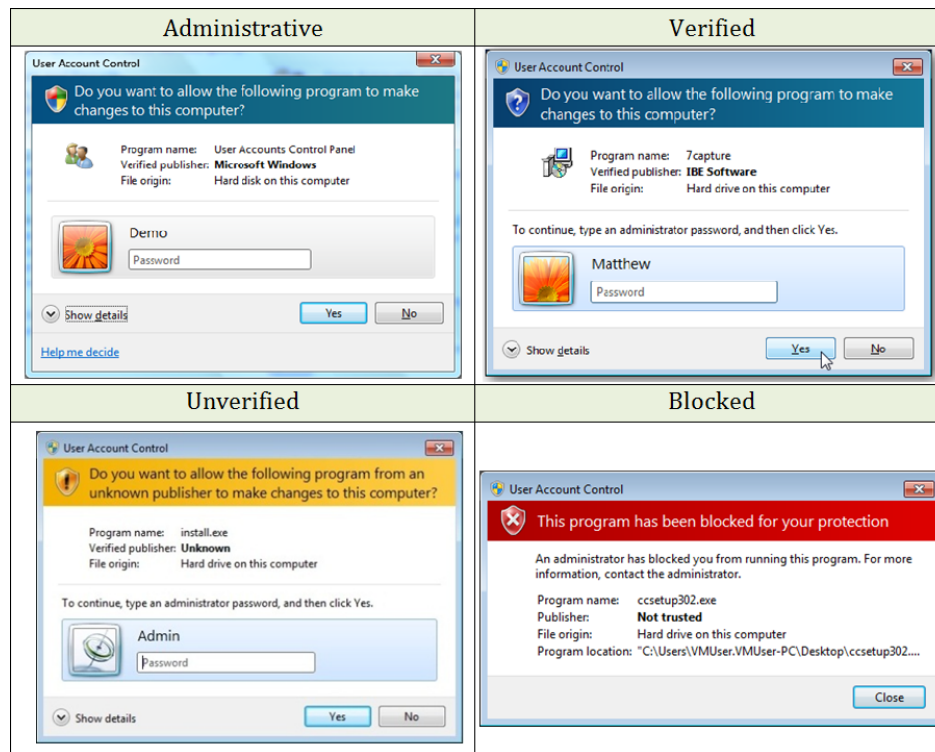 Administrative
User Account Control
Do you want to allow the following program to make
changes to this computer?
Program name: User Accounts Control Panel
Verified publisher: Microsoft Windows
File origin: Hard disk on this computer
Demo
Password
Show details
Yes
No
Help me decide
Verified
User Account Control
Do you want to allow the following program to make
changes to this computer?
Program name: 7capture
Verified publisher: IBE Software
File origin: Hard drive on this computer
To continue, type an administrator password, and then click Yes.
Matthew
Password
Show details
Yes
No
Unverified
User Account Control
Do you want to allow the following program from an
unknown publisher to make changes to this computer?
Program name: install.exe
Verified publisher: Unknown
File origin: Hard drive on this computer
To continue, type an administrator password, and then click Yes.
Admin
Password
Show details
Yes
No
Blocked
User Account Control
This program has been blocked for your protection
An administrator has blocked you from running this program. For more
information, contact the administrator.
Program name: ccsetup302.exe
Publisher: Not trusted
File origin: Hard drive on this computer
Program location: "C:\Users\VMUser.VMUser-PC\Desktop\ccsetup302....
Close